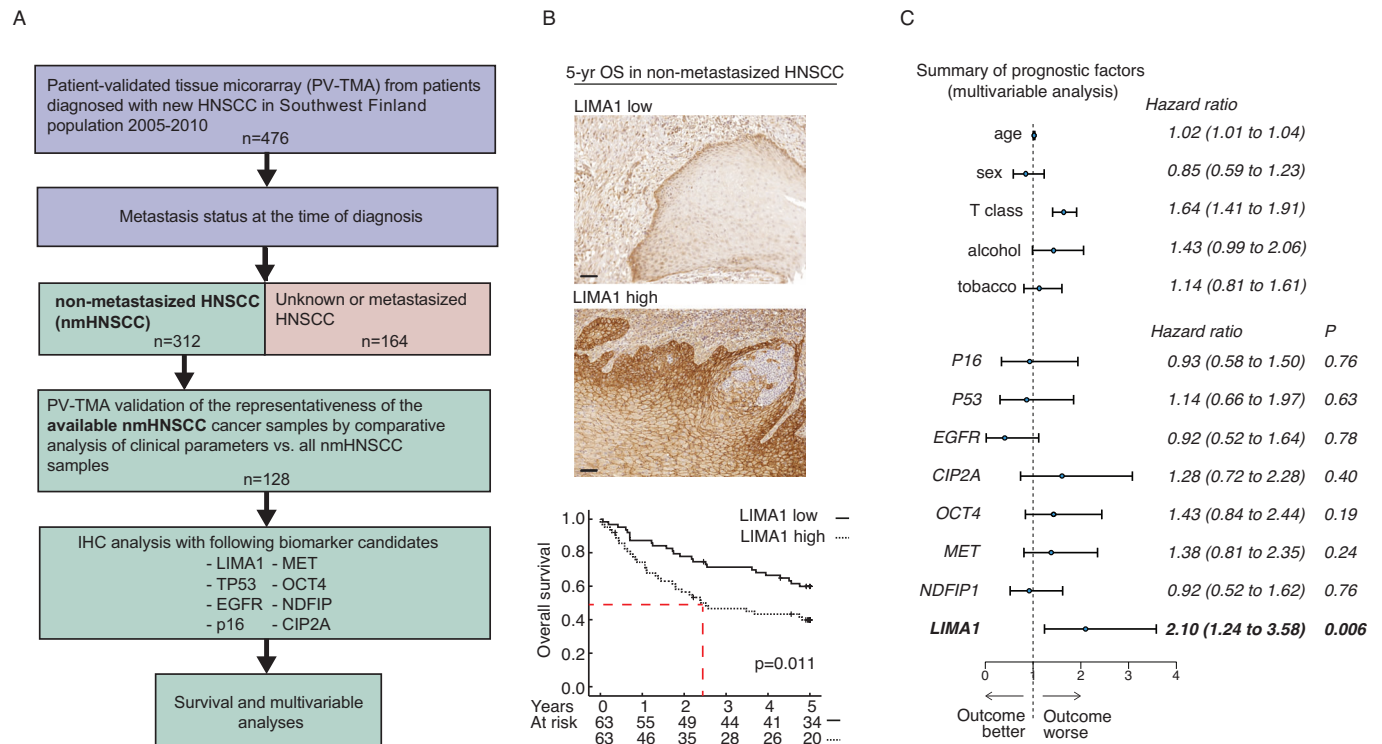 A
Patient-validated tissue micorarray (PV-TMA) from patients
diagnosed with new HNSCC in Southwest Finland
population 2005-2010
n=476
Metastasis status at the time of diagnosis
non-metastasized HNSCC
(nmHNSCC)
n=312
Unknown or metastasized
HNSCC
n=164
PV-TMA validation of the representativeness of the
available nmHNSCC cancer samples by comparative
analysis of clinical parameters vs. all nmHNSCC
samples
n=128
IHC analysis with following biomarker candidates
- LIMA1 - MET
- TP53 - OCT4
- EGFR - NDFIP
- p16 - CIP2A
Survival and multivariable
analyses
B
5-yr OS in non-metastasized HNSCC
LIMA1 low
LIMA1 high
LIMA1 low
LIMA1 high
Overall survival
1.0
0.8
0.6
0.4
0.2
0.0
p=0.011
Years 0 1 2 3 4 5
At risk 63 55 49 44 41 34
63 46 35 28 26 20
C
Summary of prognostic factors
(multivariable analysis)
Hazard ratio
age 1.02 (1.01 to 1.04)
sex 0.85 (0.59 to 1.23)
T class 1.64 (1.41 to 1.91)
alcohol 1.43 (0.99 to 2.06)
tobacco 1.14 (0.81 to 1.61)
Hazard ratio P
P16 0.93 (0.58 to 1.50) 0.76
P53 1.14 (0.66 to 1.97) 0.63
EGFR 0.92 (0.52 to 1.64) 0.78
CIP2A 1.28 (0.72 to 2.28) 0.40
OCT4 1.43 (0.84 to 2.44) 0.19
MET 1.38 (0.81 to 2.35) 0.24
NDFIP1 0.92 (0.52 to 1.62) 0.76
LIMA1 2.10 (1.24 to 3.58) 0.006
0 1 2 3 4
Outcome
better
Outcome
worse